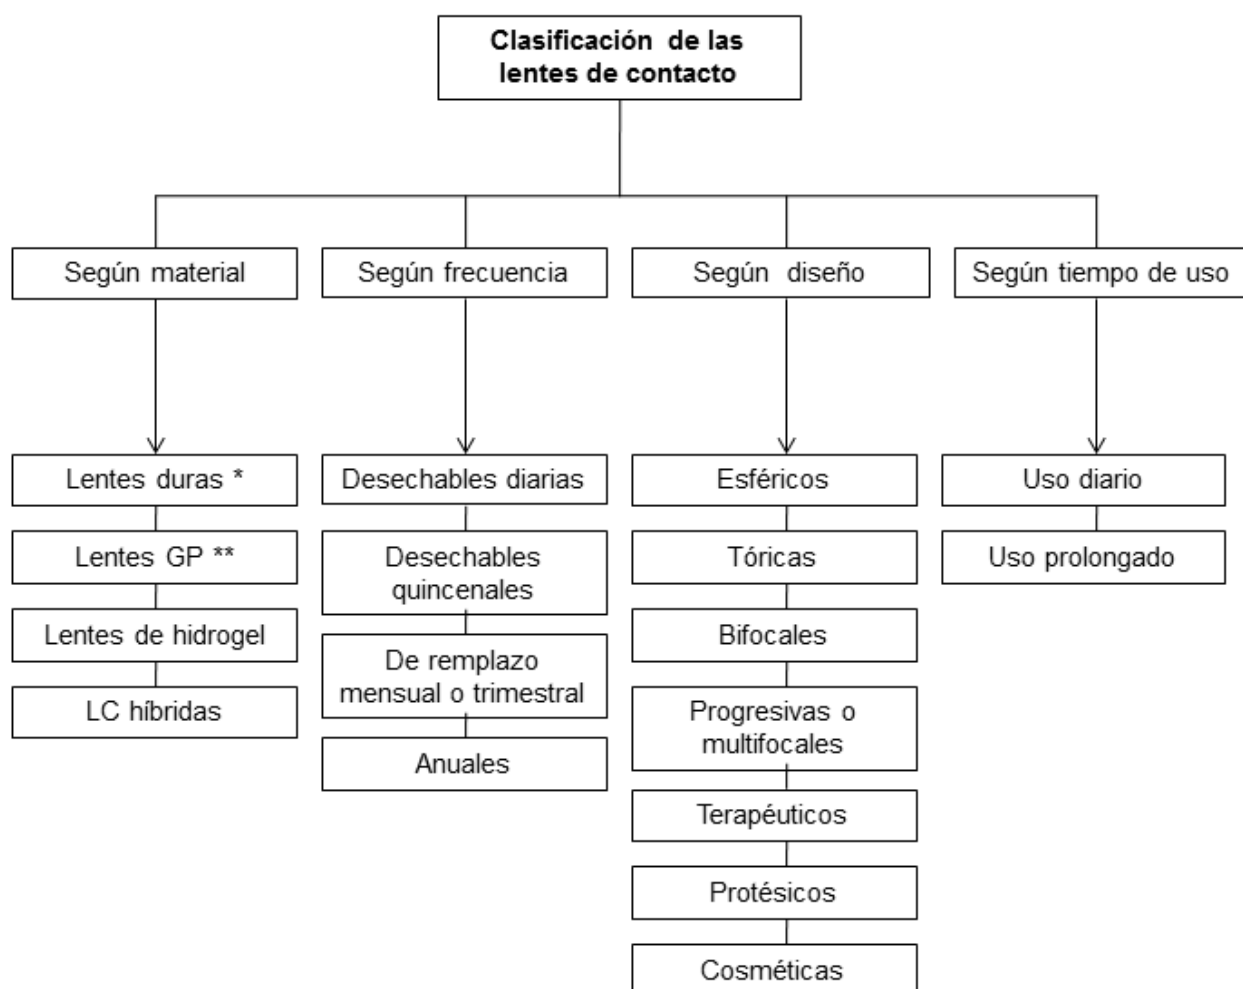 Clasificación de las
lentes de contacto
Según material
Según frecuencia
Según diseño
Según tiempo de uso
Lentes duras *
Lentes GP **
Lentes de hidrogel
LC híbridas
Desechables diarias
Desechables
quincenales
De remplazo
mensual o trimestral
Anuales
Esféricos
Tóricas
Bifocales
Progresivas o
multifocales
Terapéuticos
Protésicos
Cosméticas
Uso diario
Uso prolongado